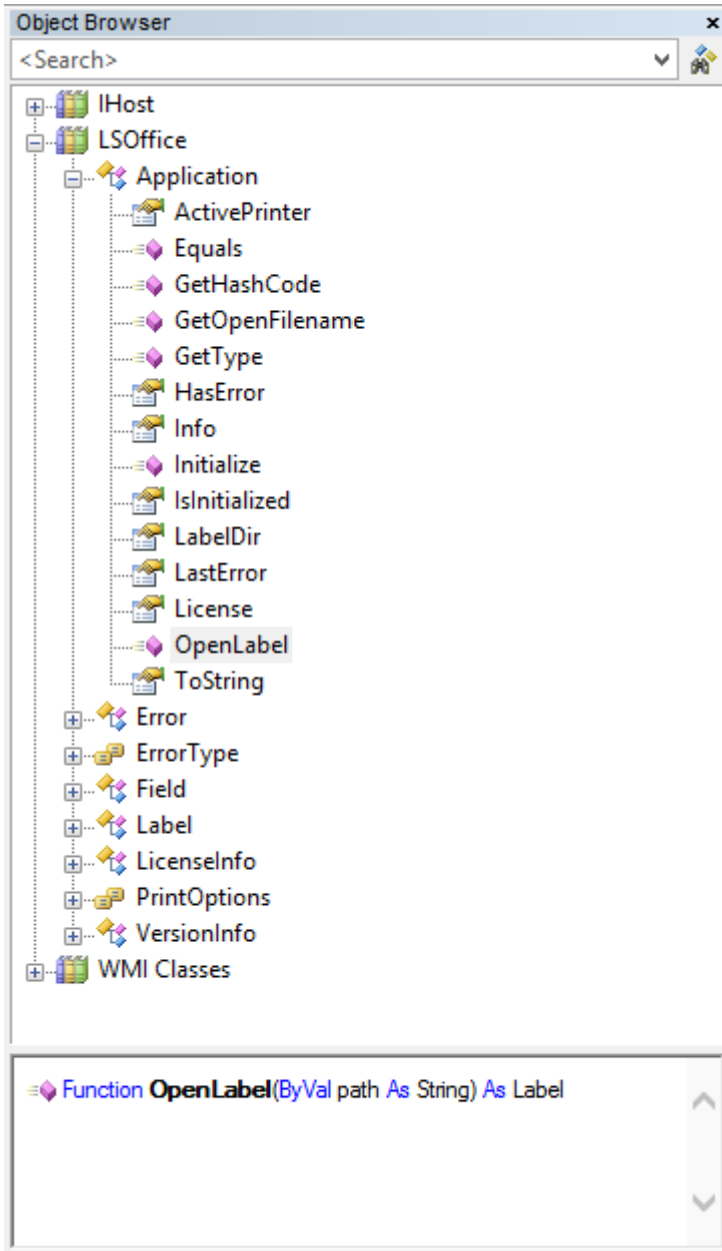 Object Browser
<Search>
IHost
LSOffice
Application
ActivePrinter
Equals
GetHashCode
GetOpenFilename
GetType
HasError
Info
Initialize
IsInitialized
LabelDir
LastError
License
OpenLabel
ToString
Error
ErrorType
Field
Label
LicenseInfo
PrintOptions
VersionInfo
WMI Classes
Function OpenLabel(ByVal path As String) As Label